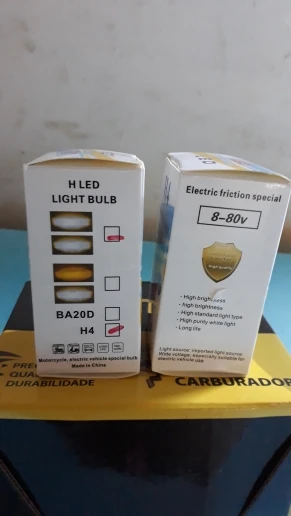 H LED
LIGHT BULB
BA20D
H4
Motorcycle, electric vehicle special bulb
Made in China
Electric friction special
8-80v
high quality
· High brightness
· high brightness
· High standard light type
· High purity white light
· Long life
Light source: reported light source
Wide voltage: especially suitable for
electric vehicle use
DURABILIDADE
CARBURADOR